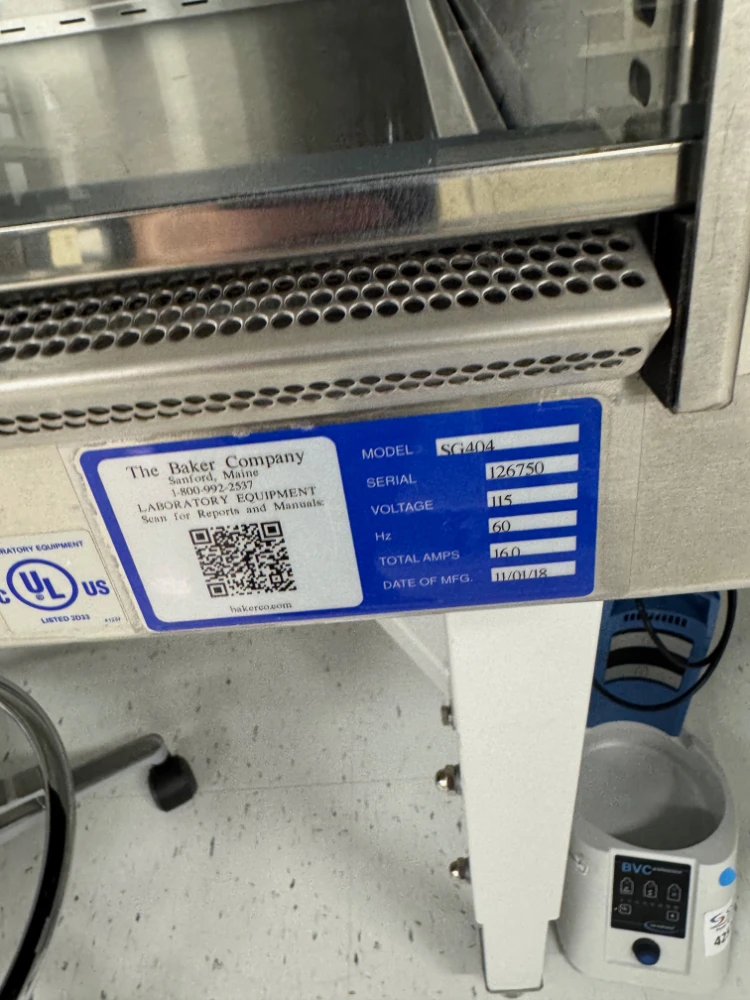 The Baker Company
Sanford, Maine
1-800-992-2537
LABORATORY EQUIPMENT
Scan for Reports and Manuals:
bakerco.com
MODEL SG404
SERIAL 126750
VOLTAGE 115
Hz 60
TOTAL AMPS 16.0
DATE OF MFG. 11/01/18
RATORY EQUIPMENT
C UL US
LISTED 2D33
BVC